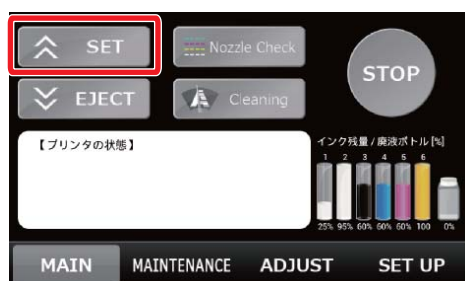 SET
Nozzle Check
STOP
EJECT
Cleaning
【プリンタの状態】
インク残量/廃液ボトル[%]
1 2 3 4 5 6
25% 95% 60% 60% 60% 100 0%
MAIN MAINTENANCE ADJUST SET UP